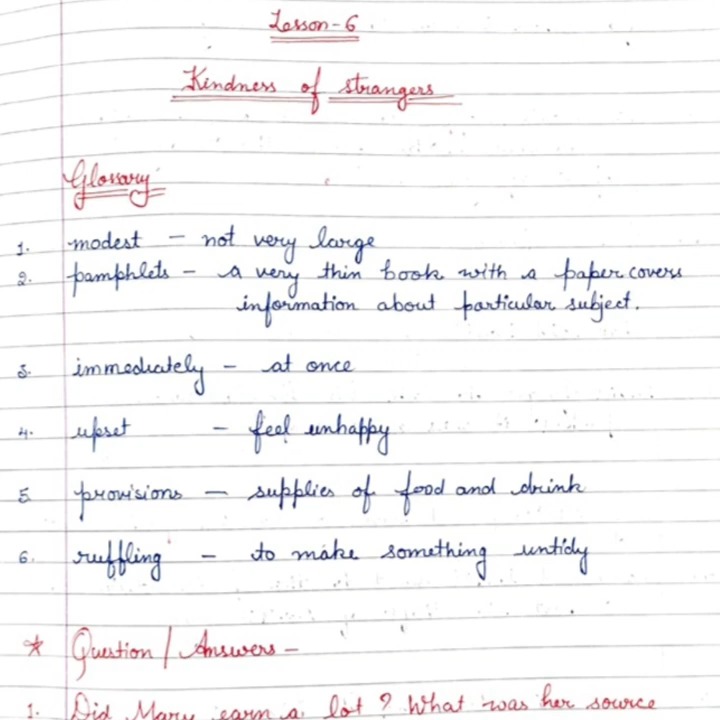 Lesson-6
Kindness of strangers
Glossary
1. modest - not very large
2. pamphlets - a very thin book with a paper covers
information about particular subject.
3. immediately - at once
4. upset - feel unhappy
5. provisions - supplies of food and drink
6. ruffling - to make something untidy
* Question / Answers -
1. Did Mary earn a lot ? What was her source